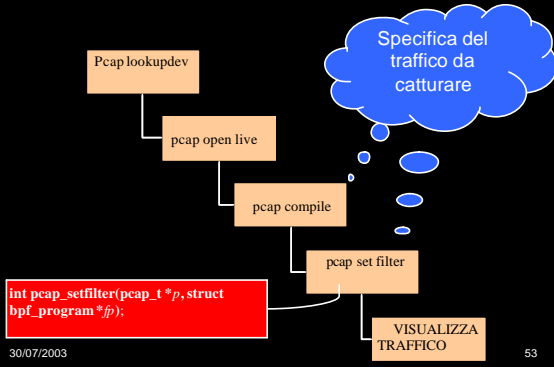 Specifica del
traffico da
catturare
Pcap lookupdev
pcap open live
pcap compile
pcap set filter
int pcap_setfilter(pcap_t *p, struct
bpf_program *fp);
VISUALIZZA
TRAFFICO
30/07/2003
53